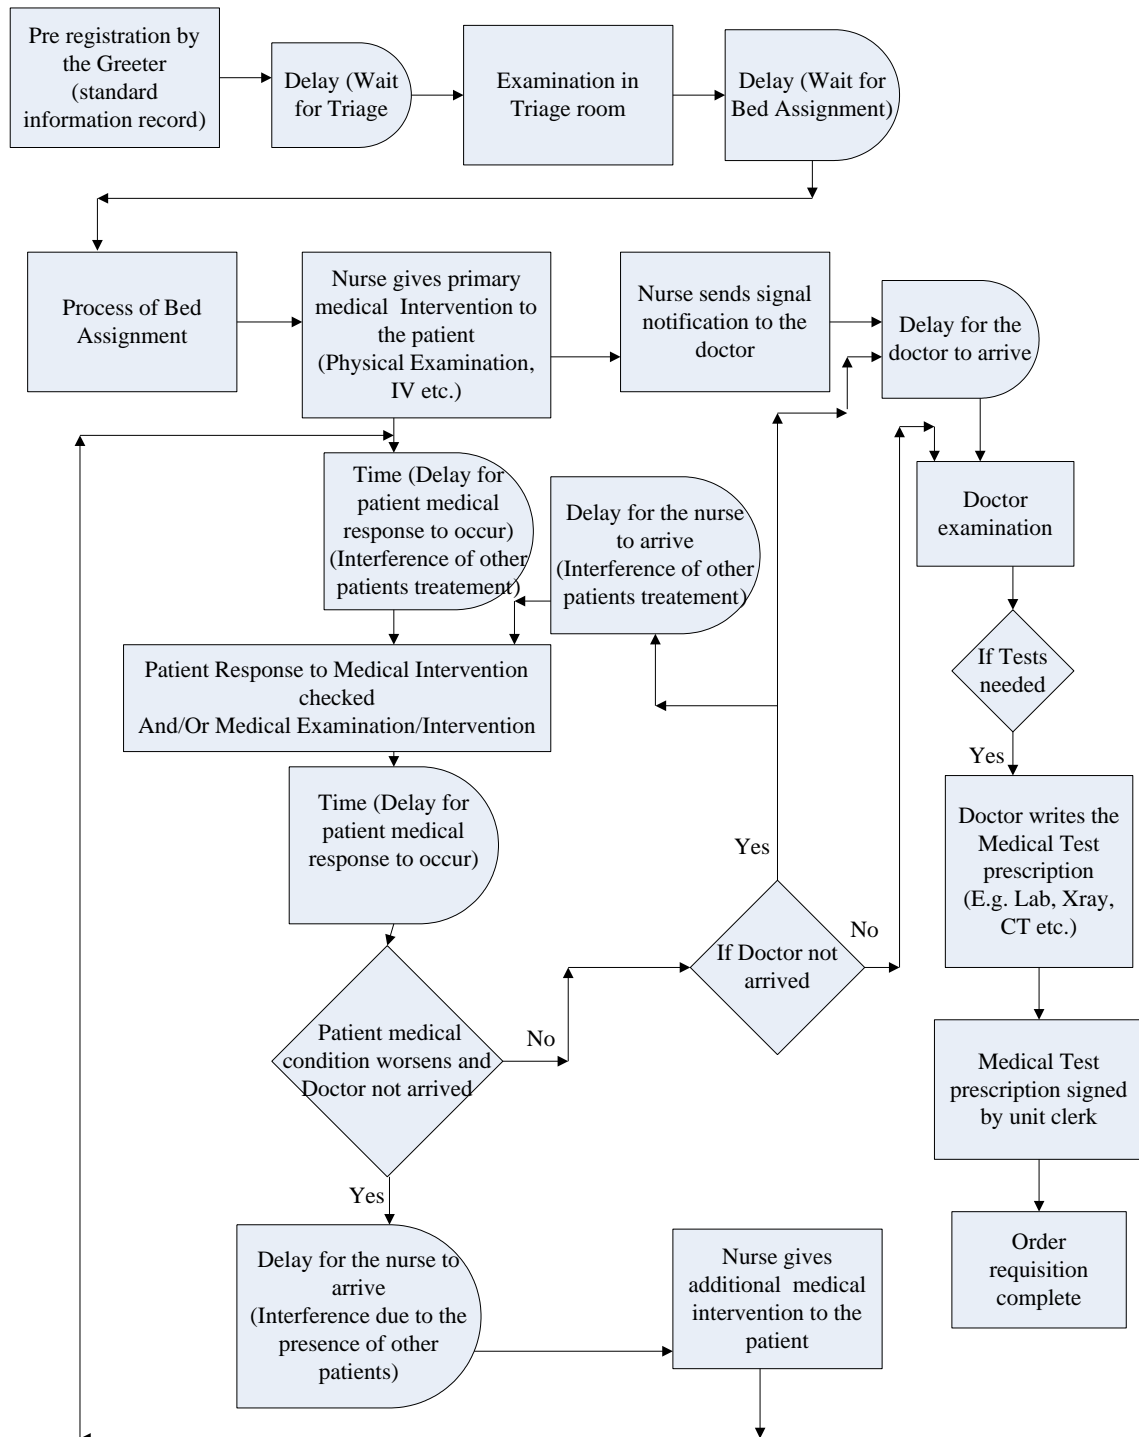 Pre registration by
the Greeter
(standard
information record)
Delay (Wait
for Triage
Examination in
Triage room
Delay (Wait for
Bed Assignment)
Process of Bed
Assignment
Nurse gives primary
medical Intervention to
the patient
(Physical Examination,
IV etc.)
Nurse sends signal
notification to the
doctor
Delay for the
doctor to arrive
Time (Delay for
patient medical
response to occur)
(Interference of other
patients treatement)
Delay for the nurse
to arrive
(Interference of other
patients treatement)
Doctor
examination
Patient Response to Medical Intervention
checked
And/Or Medical Examination/Intervention
If Tests
needed
Yes
Time (Delay for
patient medical
response to occur)
Doctor writes the
Medical Test
prescription
(E.g. Lab, Xray,
CT etc.)
Yes
If Doctor not
arrived
No
Patient medical
condition worsens and
Doctor not arrived
No
Medical Test
prescription signed
by unit clerk
Yes
Delay for the nurse to
arrive
(Interference due to the
presence of other
patients)
Nurse gives
additional medical
intervention to the
patient
Order
requisition
complete